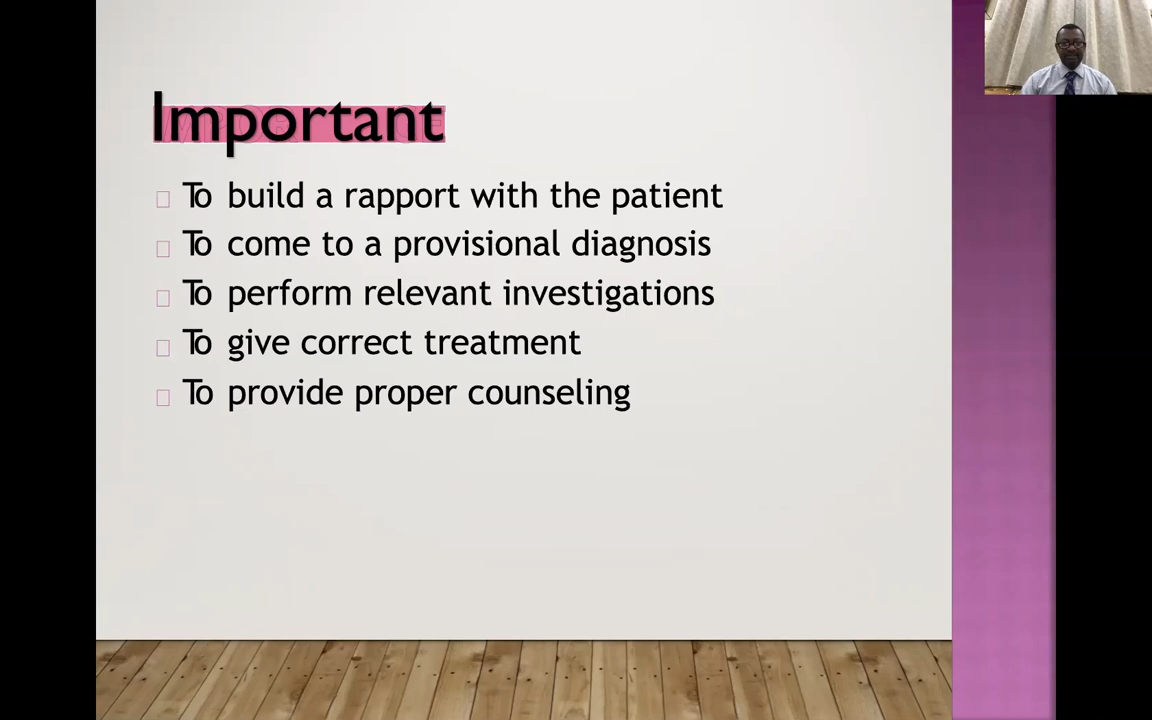 Important
To build a rapport with the patient
To come to a provisional diagnosis
To perform relevant investigations
To give correct treatment
To provide proper counseling